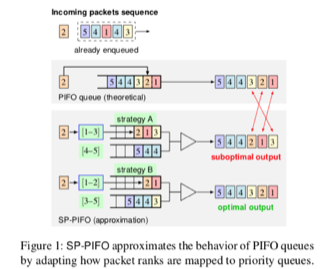 Incoming packets sequence
2 5 4 1 4 3
already enqueued
2 5 4 4 3 2 1 5 4 4 3 2 1
PIFO queue (theoretical)
strategy A
2 [1–3] 2 1 3
[4–5] 5 4 4
5 4 4 2 1 3
suboptimal output
strategy B
2 [1–2] 2 1
[3–5] 5 4 4 3
5 4 4 3 2 1
optimal output
SP-PIFO (approximation)
Figure 1: SP-PIFO approximates the behavior of PIFO queues
by adapting how packet ranks are mapped to priority queues.